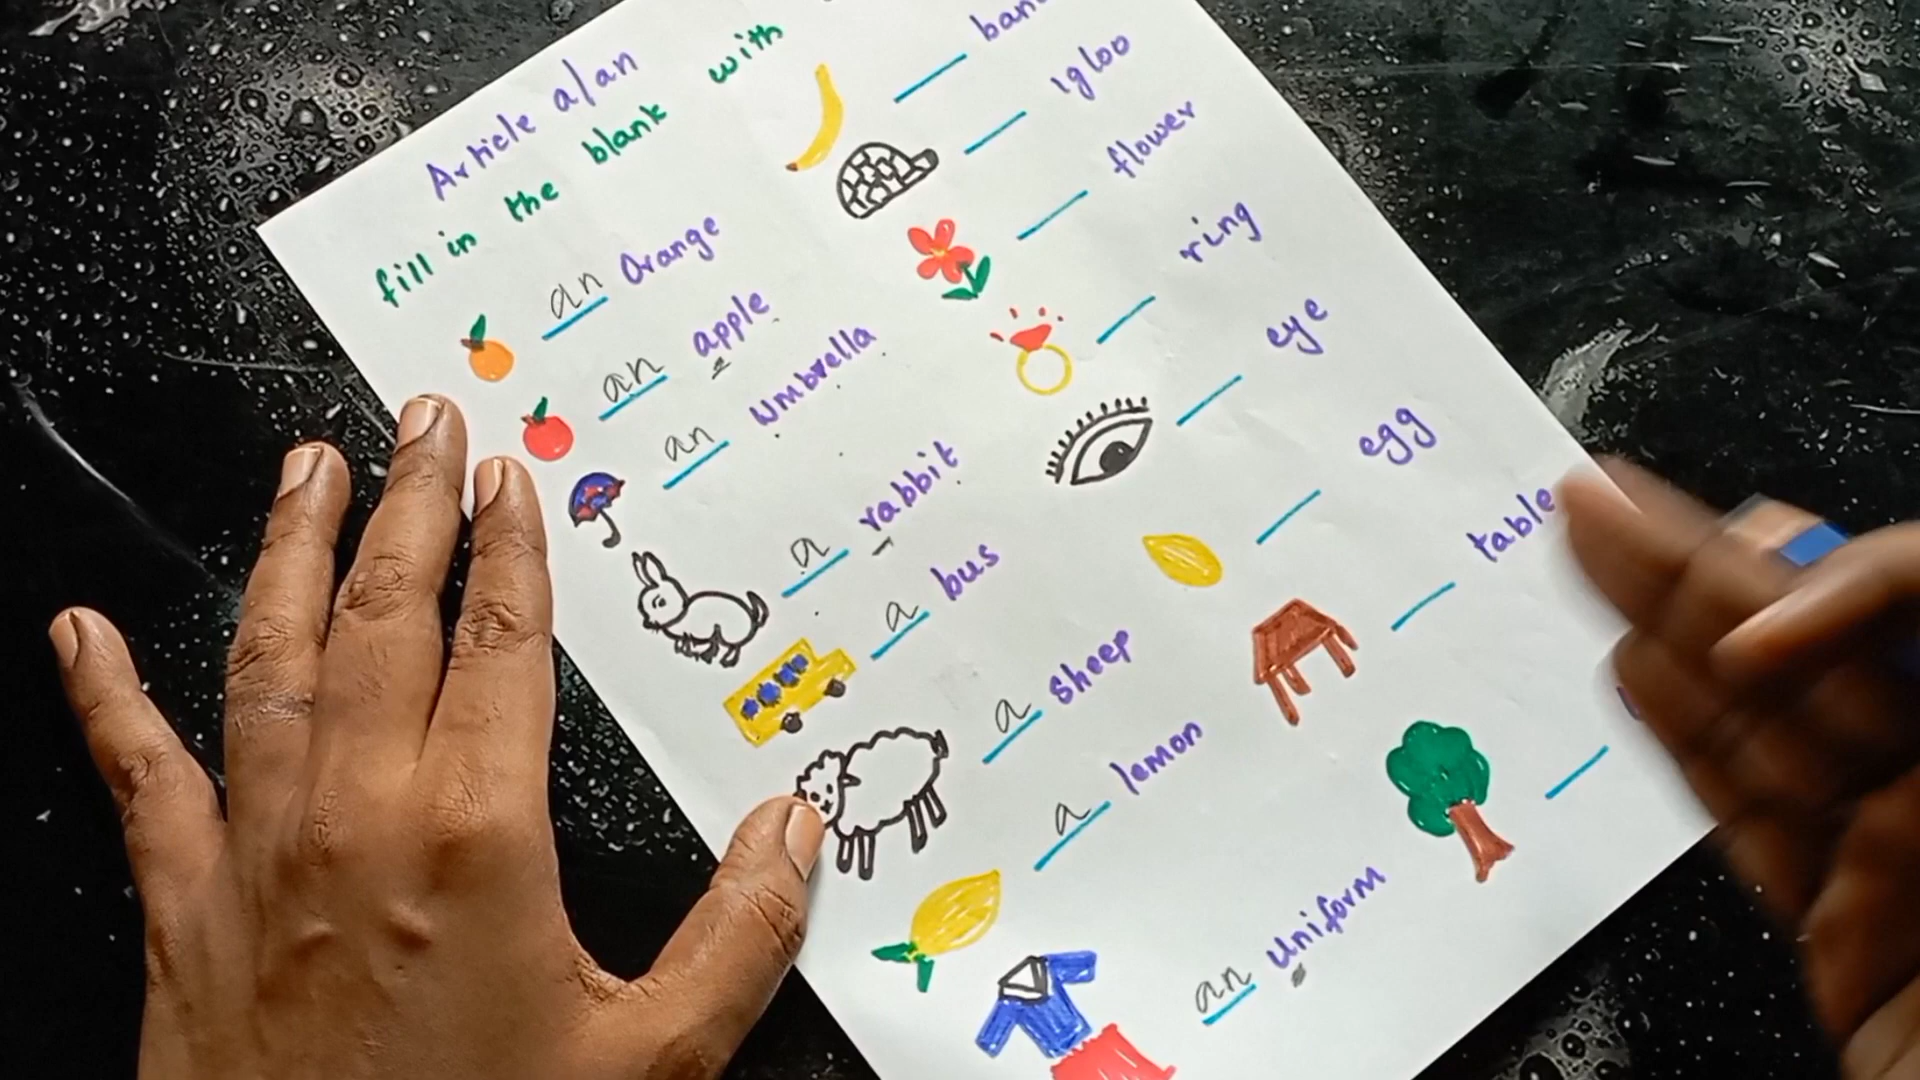 Article a/an
fill in the blank with
an Orange
an apple
an umbrella
a rabbit
a bus
a sheep
a lemon
an uniform
igloo
flower
ring
eye
egg
table